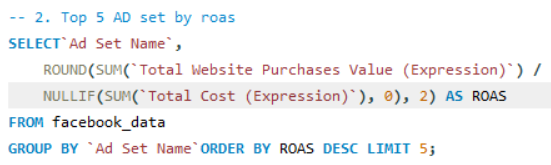 -- 2. Top 5 AD set by roas
SELECT`Ad Set Name`,
ROUND(SUM(`Total Website Purchases Value (Expression)`) /
NULLIF(SUM(`Total Cost (Expression)`), 0), 2) AS ROAS
FROM facebook_data
GROUP BY `Ad Set Name`ORDER BY ROAS DESC LIMIT 5;